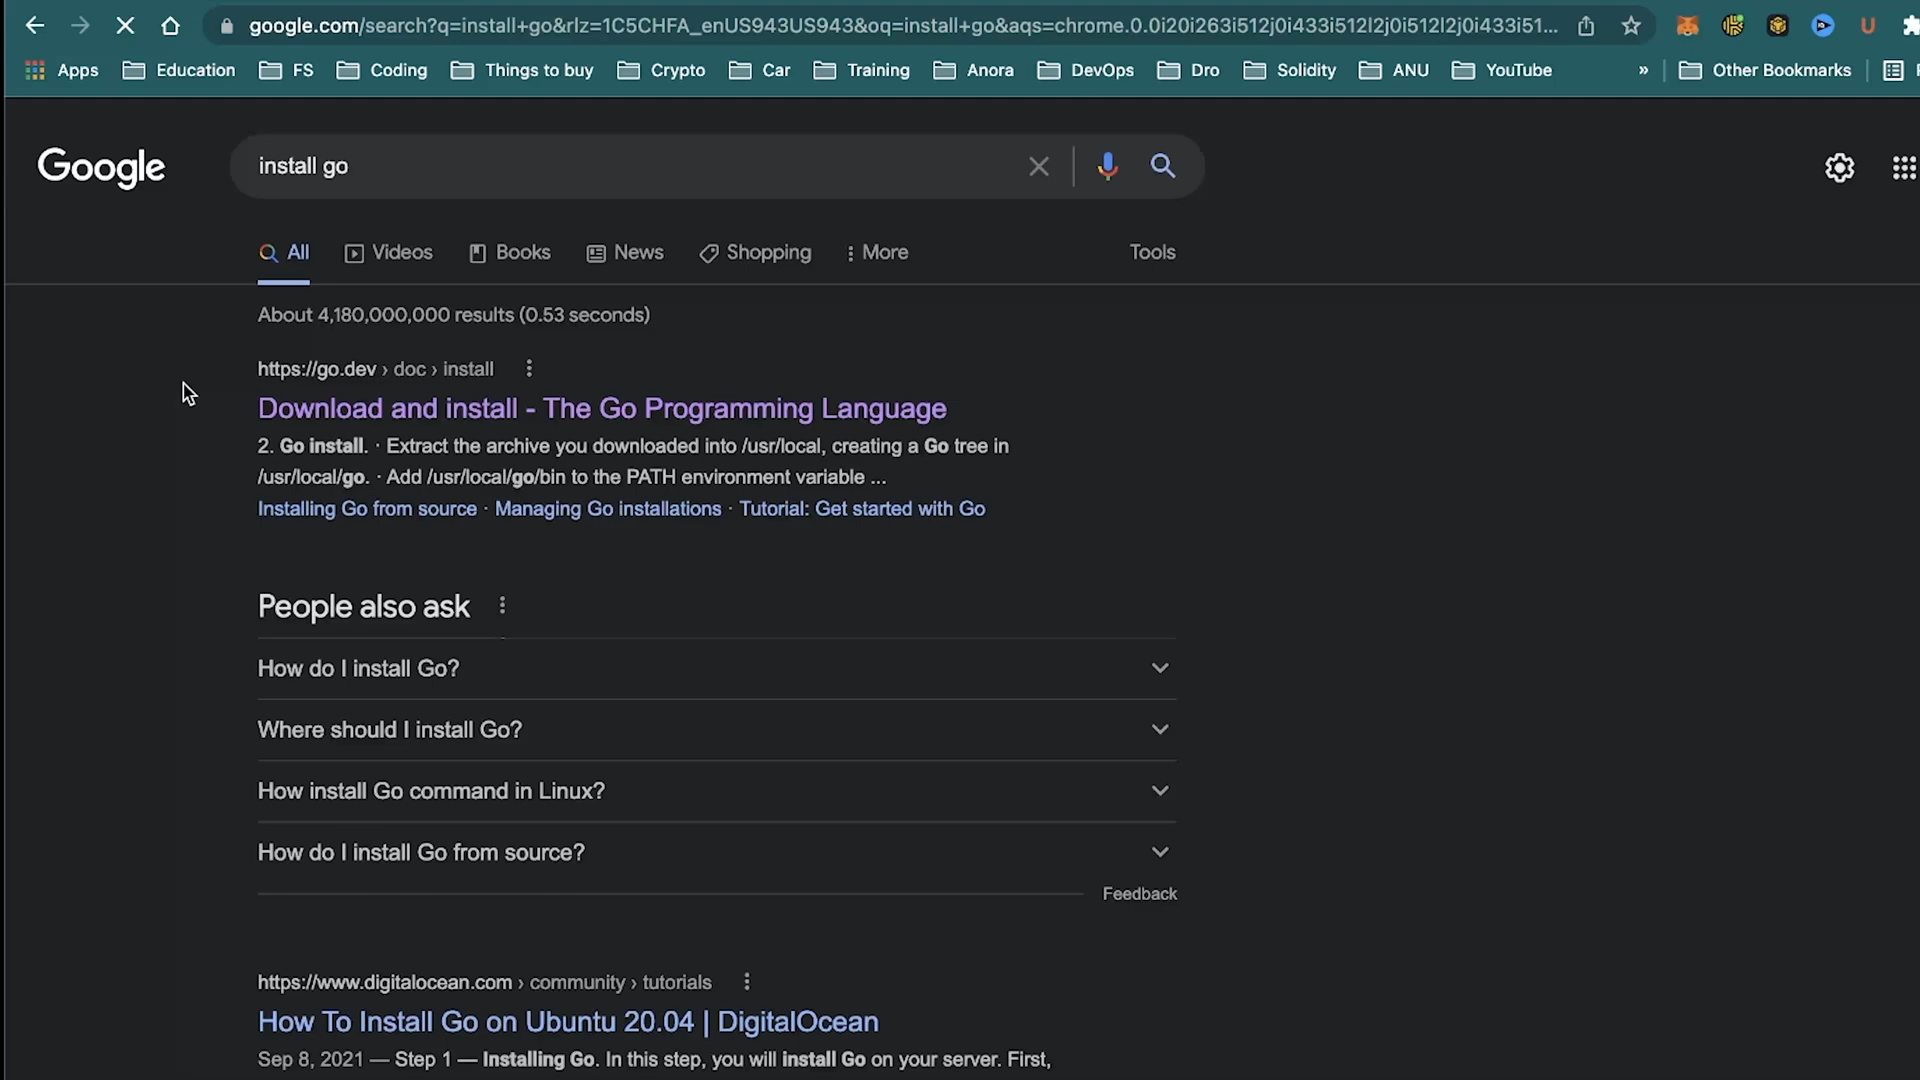 google.com/search?q=install+go&rlz=1C5CHFA_enUS943US943&oq=install+go&aqs=chrome.0.0i20i263i512j0i433i512l2j0i512l2j0i433i51...
Apps Education FS Coding Things to buy Crypto Car Training Anora DevOps Dro Solidity ANU YouTube » Other Bookmarks
Google install go
All Videos Books News Shopping More Tools
About 4,180,000,000 results (0.53 seconds)
https://go.dev › doc › install
Download and install - The Go Programming Language
2. Go install. · Extract the archive you downloaded into /usr/local, creating a Go tree in
/usr/local/go. · Add /usr/local/go/bin to the PATH environment variable ...
Installing Go from source · Managing Go installations · Tutorial: Get started with Go
People also ask
How do I install Go?
Where should I install Go?
How install Go command in Linux?
How do I install Go from source?
Feedback
https://www.digitalocean.com › community › tutorials
How To Install Go on Ubuntu 20.04 | DigitalOcean
Sep 8, 2021 — Step 1 — Installing Go. In this step, you will install Go on your server. First,